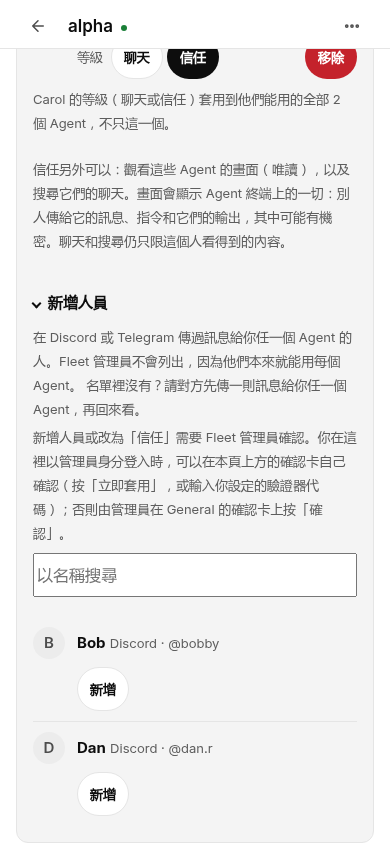 alpha
等級 聊天 信任 移除
Carol 的等級（聊天或信任）套用到他們能用的全部 2
個 Agent，不只這一個。
信任另外可以：觀看這些 Agent 的畫面（唯讀），以及
搜尋它們的聊天。畫面會顯示 Agent 終端上的一切：別
人傳給它的訊息、指令和它們的輸出，其中可能有機
密。聊天和搜尋仍只限這個人看得到的內容。
新增人員
在 Discord 或 Telegram 傳過訊息給你任一個 Agent 的
人。Fleet 管理員不會列出，因為他們本來就能用每個
Agent。 名單裡沒有？請對方先傳一則訊息給你任一個
Agent，再回來看。
新增人員或改為「信任」需要 Fleet 管理員確認。你在這
裡以管理員身分登入時，可以在本頁上方的確認卡自己
確認（按「立即套用」，或輸入你設定的驗證器代
碼）；否則由管理員在 General 的確認卡上按「確
認」。
以名稱搜尋
B Bob Discord · @bobby
新增
D Dan Discord · @dan.r
新增